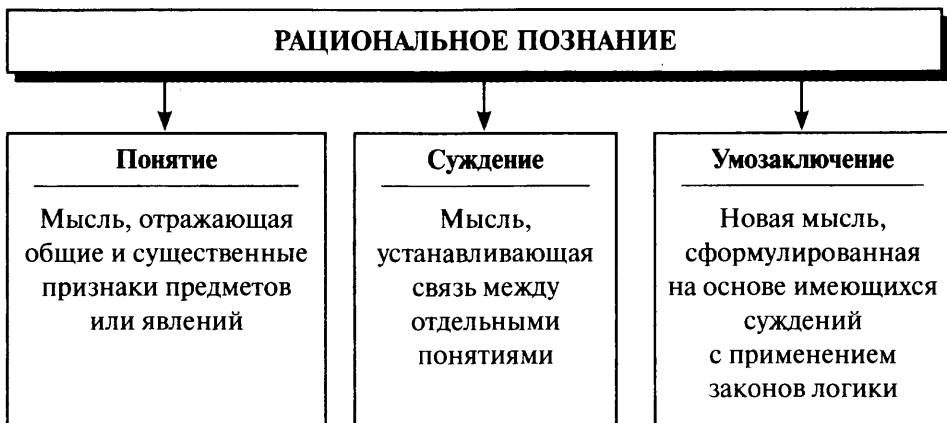 РАЦИОНАЛЬНОЕ ПОЗНАНИЕ
Понятие
Мысль, отражающая
общие и существенные
признаки предметов
или явлений
Суждение
Мысль,
устанавливающая
связь между
отдельными
понятиями
Умозаключение
Новая мысль,
сформулированная
на основе имеющихся
суждений
с применением
законов логики